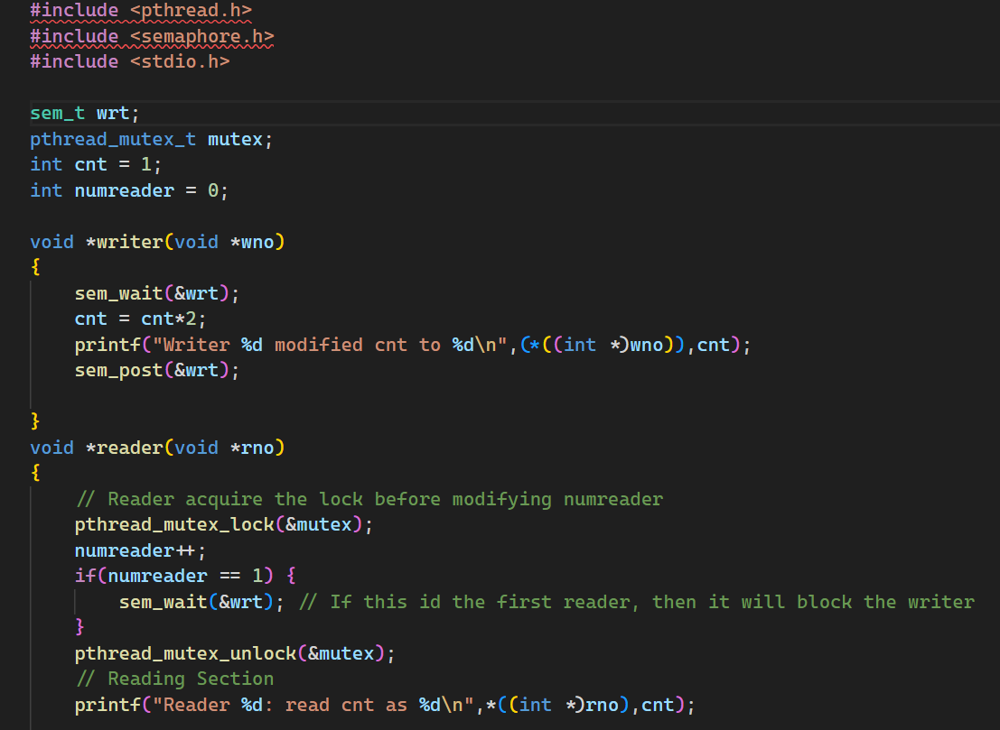 #include <pthread.h>
#include <semaphore.h>
#include <stdio.h>
sem_t wrt;
pthread_mutex_t mutex;
int cnt = 1;
int numreader = 0;
void *writer(void *wno)
{
sem_wait(&wrt);
cnt = cnt*2;
printf("Writer %d modified cnt to %d\n",(*((int *)wno)),cnt);
sem_post(&wrt);
}
void *reader(void *rno)
{
// Reader acquire the lock before modifying numreader
pthread_mutex_lock(&mutex);
numreader++;
if(numreader == 1) {
sem_wait(&wrt); // If this id the first reader, then it will block the writer
}
pthread_mutex_unlock(&mutex);
// Reading Section
printf("Reader %d: read cnt as %d\n",*((int *)rno),cnt);